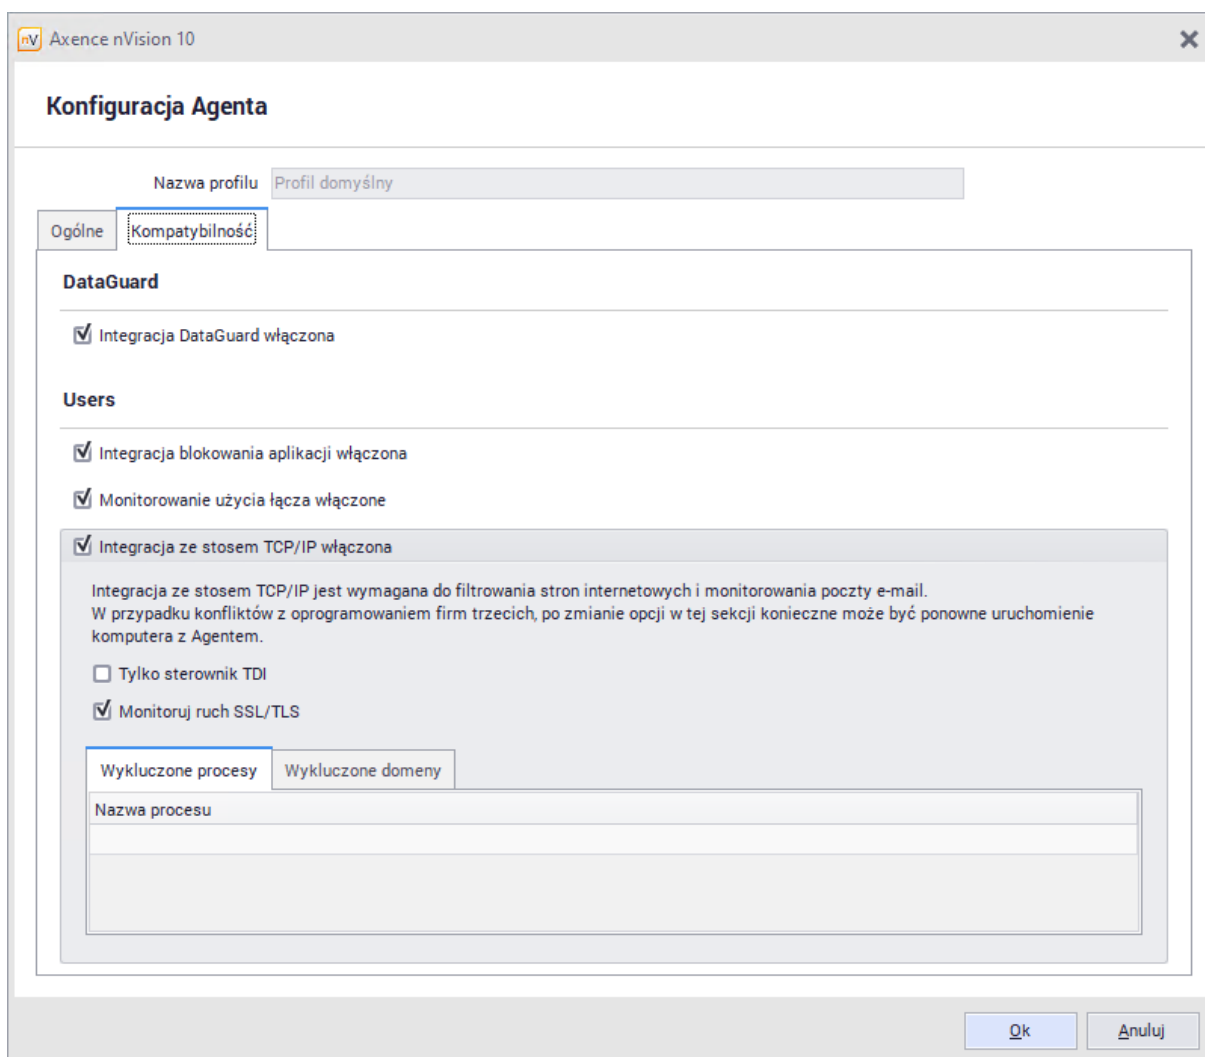 nV Axence nVision 10
Konfiguracja Agenta
Nazwa profilu Profil domyślny
Ogólne Kompatybilność
DataGuard
Integracja DataGuard włączona
Users
Integracja blokowania aplikacji włączona
Monitorowanie użycia łącza włączone
Integracja ze stosem TCP/IP włączona
Integracja ze stosem TCP/IP jest wymagana do filtrowania stron internetowych i monitorowania poczty e-mail.
W przypadku konfliktów z oprogramowaniem firm trzecich, po zmianie opcji w tej sekcji konieczne może być ponowne uruchomienie
komputera z Agentem.
Tylko sterownik TDI
Monitoruj ruch SSL/TLS
Wykluczone procesy Wykluczone domeny
Nazwa procesu
Ok Anuluj